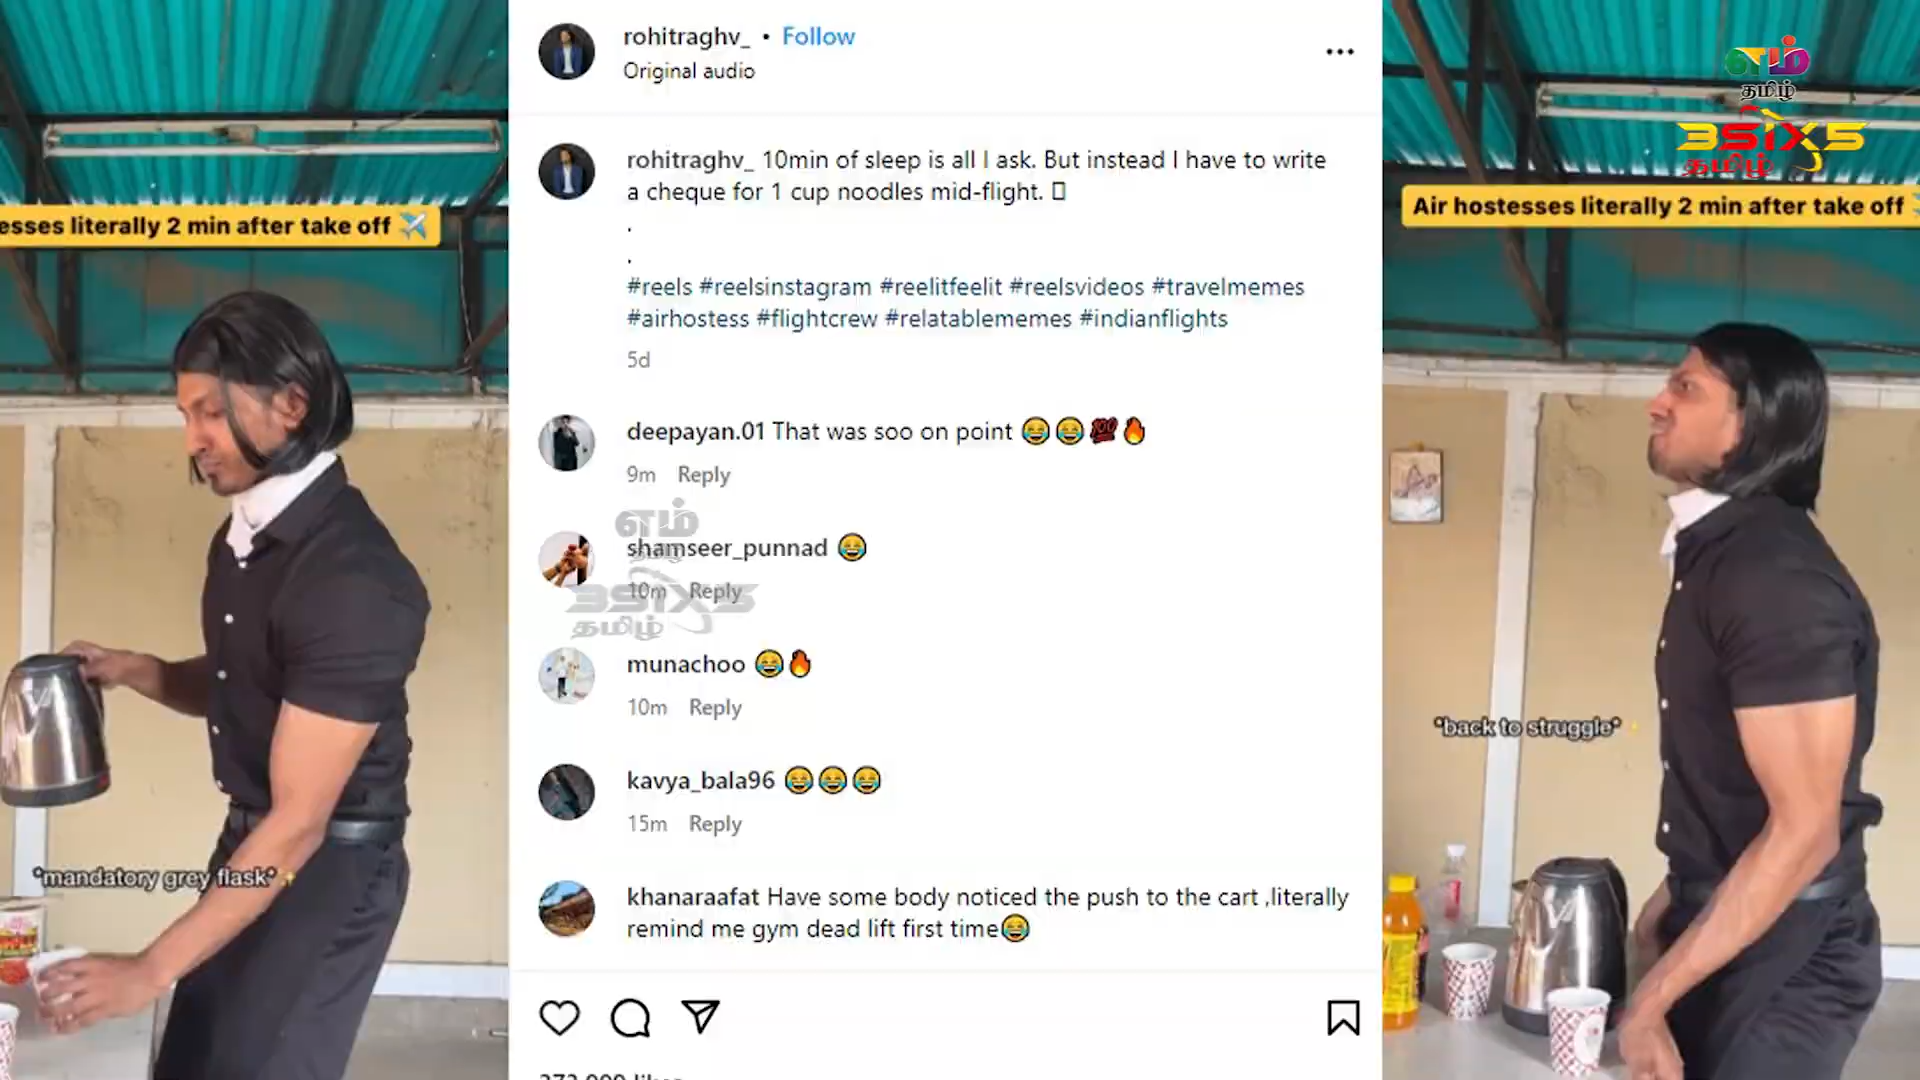 rohitraghv_ • Follow
Original audio
rohitraghv_ 10min of sleep is all I ask. But instead I have to write
a cheque for 1 cup noodles mid-flight.
.
.
#reels #reelsinstagram #reelitfeelit #reelsvideos #travelmemes
#airhostess #flightcrew #relatablememes #indianflights
5d
deepayan.01 That was soo on point 😂😂💯🔥
9m Reply
shamseer_punnad 😂
10m Reply
munachoo 😂🔥
10m Reply
kavya_bala96 😂😂😂
15m Reply
khanaraafat Have some body noticed the push to the cart ,literally
remind me gym dead lift first time😂
esses literally 2 min after take off ✈️
*mandatory grey flask*✨
எம்
தமிழ்
3SIX5
தமிழ்
Air hostesses literally 2 min after take off
*back to struggle*✨
எம்
தமிழ்
3SIX5
தமிழ்